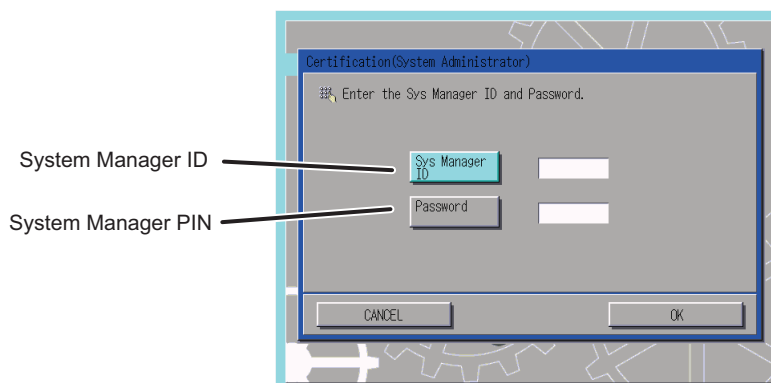 Certification(System Administrator)
Enter the Sys Manager ID and Password.
System Manager ID
Sys Manager
ID
System Manager PIN
Password
CANCEL
OK